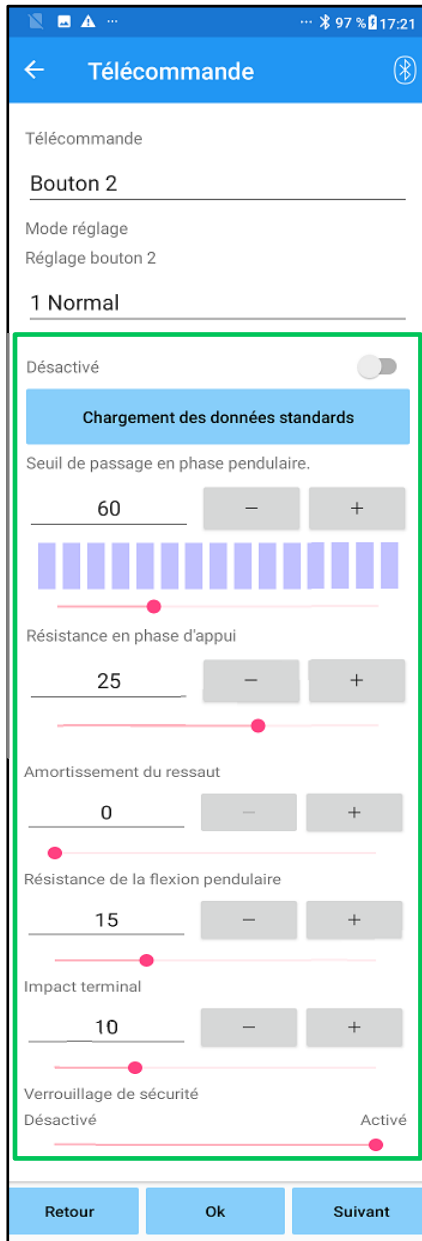 ... 97 % 17:21
Télécommande
Télécommande
Bouton 2
Mode réglage
Réglage bouton 2
1 Normal
Désactivé
Chargement des données standards
Seuil de passage en phase pendulaire.
60 − +
Résistance en phase d'appui
25 − +
Amortissement du ressaut
0 − +
Résistance de la flexion pendulaire
15 − +
Impact terminal
10 − +
Verrouillage de sécurité
Désactivé Activé
Retour Ok Suivant